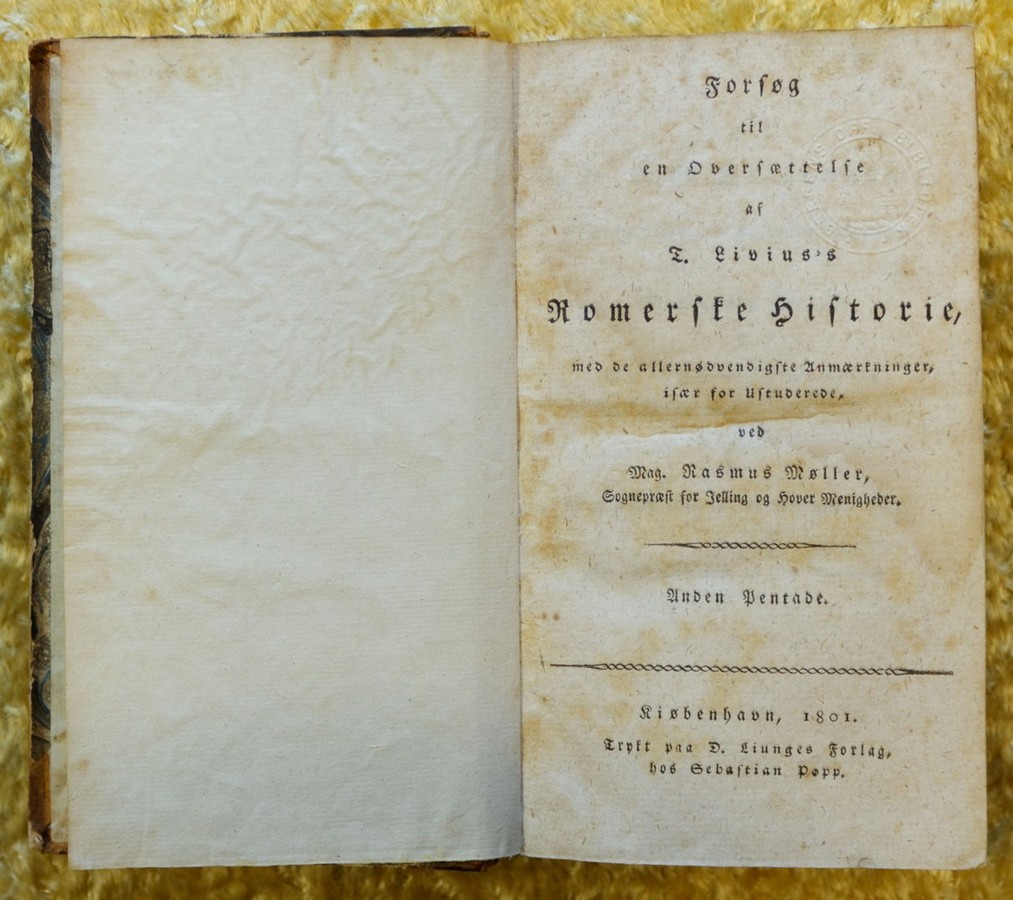 Forsøg
til
en Oversættelse
af
T. Livius's
Romerske Historie,
med de allernødvendigste Anmærkninger,
især for Ustuderede,
ved
Mag. Rasmus Møller,
Sognepræst for Jelling og Hover Menigheder.
Anden Pentade.
Kiøbenhavn, 1801.
Trykt paa D. Liunges Forlag,
hos Sebastian Popp.